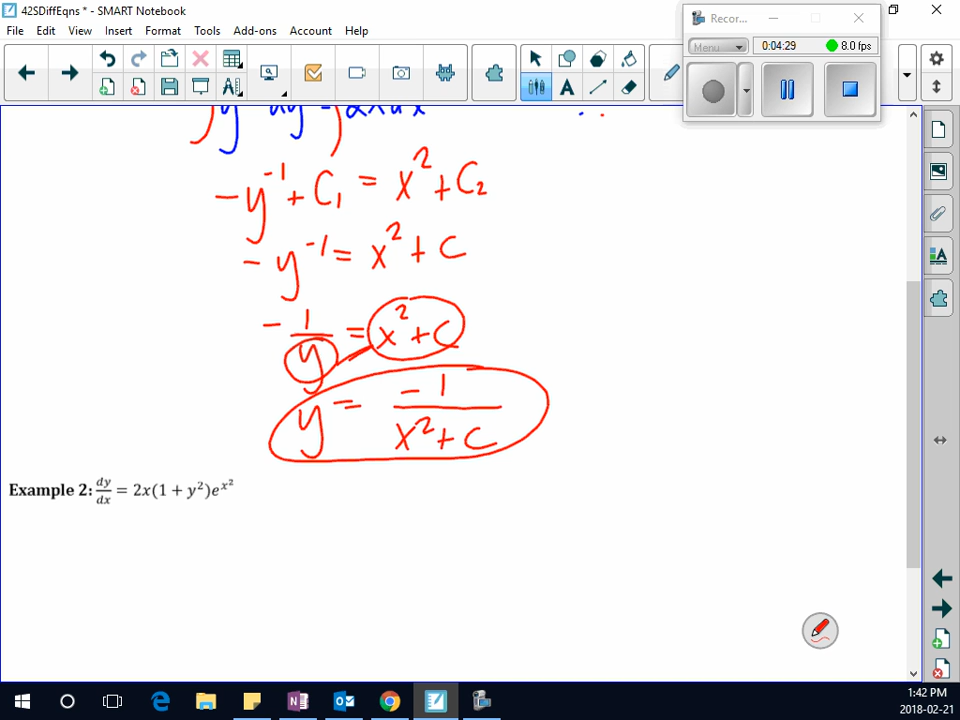 42SDiffEqns * - SMART Notebook
Recor...
File Edit View Insert Format Tools Add-ons Account Help
Menu 0:04:29 8.0 fps
A
-y⁻¹ + C₁ = x² + C₂
-y⁻¹ = x² + C
-1/y = x² + C
y = -1/(x² + C)
Example 2: dy/dx = 2x(1 + y²)e^x²
1:42 PM
2018-02-21